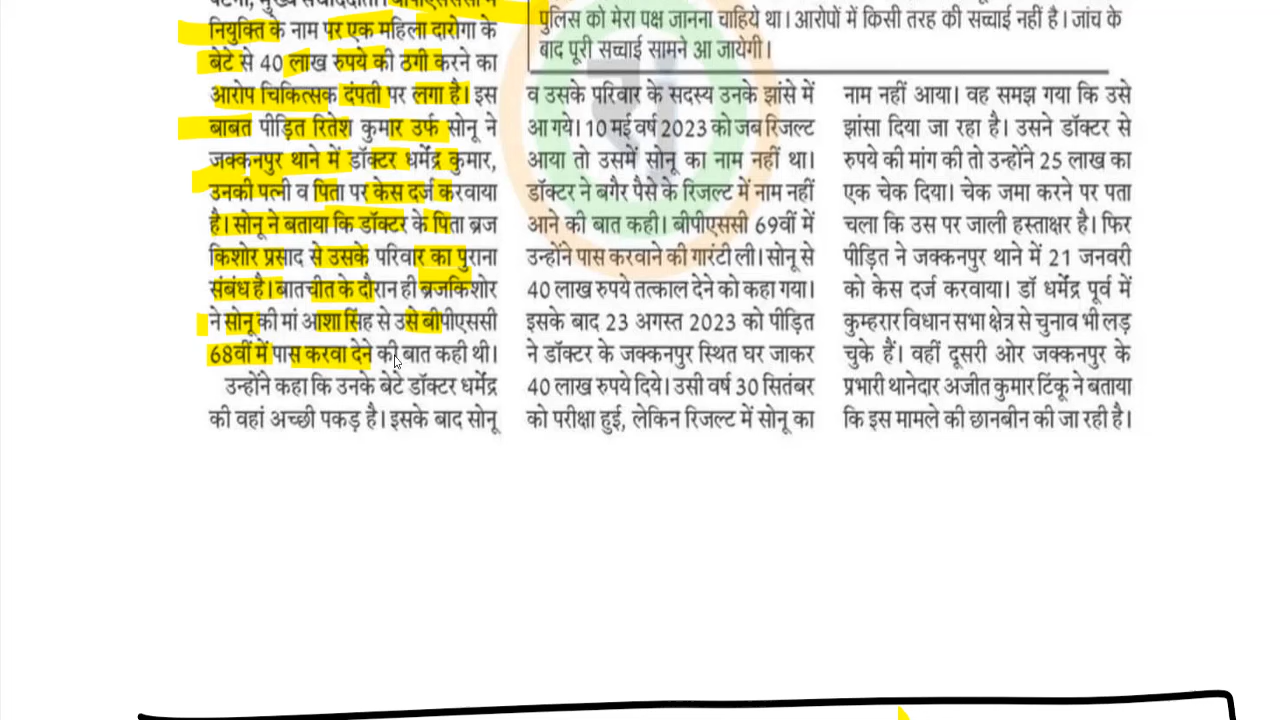 पटना, मुख्य संवाददाता। बीपीएससी में
नियुक्ति के नाम पर एक महिला दारोगा के
बेटे से 40 लाख रुपये की ठगी करने का
आरोप चिकित्सक दंपती पर लगा है। इस
बाबत पीड़ित रितेश कुमार उर्फ सोनू ने
जक्कनपुर थाने में डॉक्टर धर्मेंद्र कुमार,
उनकी पत्नी व पिता पर केस दर्ज करवाया
है। सोनू ने बताया कि डॉक्टर के पिता ब्रज
किशोर प्रसाद से उसके परिवार का पुराना
संबंध है। बातचीत के दौरान ही ब्रजकिशोर
ने सोनू की मां आशा सिंह से उसे बीपीएससी
68वीं में पास करवा देने की बात कही थी।
उन्होंने कहा कि उनके बेटे डॉक्टर धर्मेंद्र
की वहां अच्छी पकड़ है। इसके बाद सोनू
पुलिस को मेरा पक्ष जानना चाहिये था। आरोपों में किसी तरह की सच्चाई नहीं है। जांच के
बाद पूरी सच्चाई सामने आ जायेगी।
व उसके परिवार के सदस्य उनके झांसे में
आ गये। 10 मई वर्ष 2023 को जब रिजल्ट
आया तो उसमें सोनू का नाम नहीं था।
डॉक्टर ने बगैर पैसे के रिजल्ट में नाम नहीं
आने की बात कही। बीपीएससी 69वीं में
उन्होंने पास करवाने की गारंटी ली। सोनू से
40 लाख रुपये तत्काल देने को कहा गया।
इसके बाद 23 अगस्त 2023 को पीड़ित
ने डॉक्टर के जक्कनपुर स्थित घर जाकर
40 लाख रुपये दिये। उसी वर्ष 30 सितंबर
को परीक्षा हुई, लेकिन रिजल्ट में सोनू का
नाम नहीं आया। वह समझ गया कि उसे
झांसा दिया जा रहा है। उसने डॉक्टर से
रुपये की मांग की तो उन्होंने 25 लाख का
एक चेक दिया। चेक जमा करने पर पता
चला कि उस पर जाली हस्ताक्षर है। फिर
पीड़ित ने जक्कनपुर थाने में 21 जनवरी
को केस दर्ज करवाया। डॉ धर्मेंद्र पूर्व में
कुम्हरार विधान सभा क्षेत्र से चुनाव भी लड़
चुके हैं। वहीं दूसरी ओर जक्कनपुर के
प्रभारी थानेदार अजीत कुमार टिंकू ने बताया
कि इस मामले की छानबीन की जा रही है।